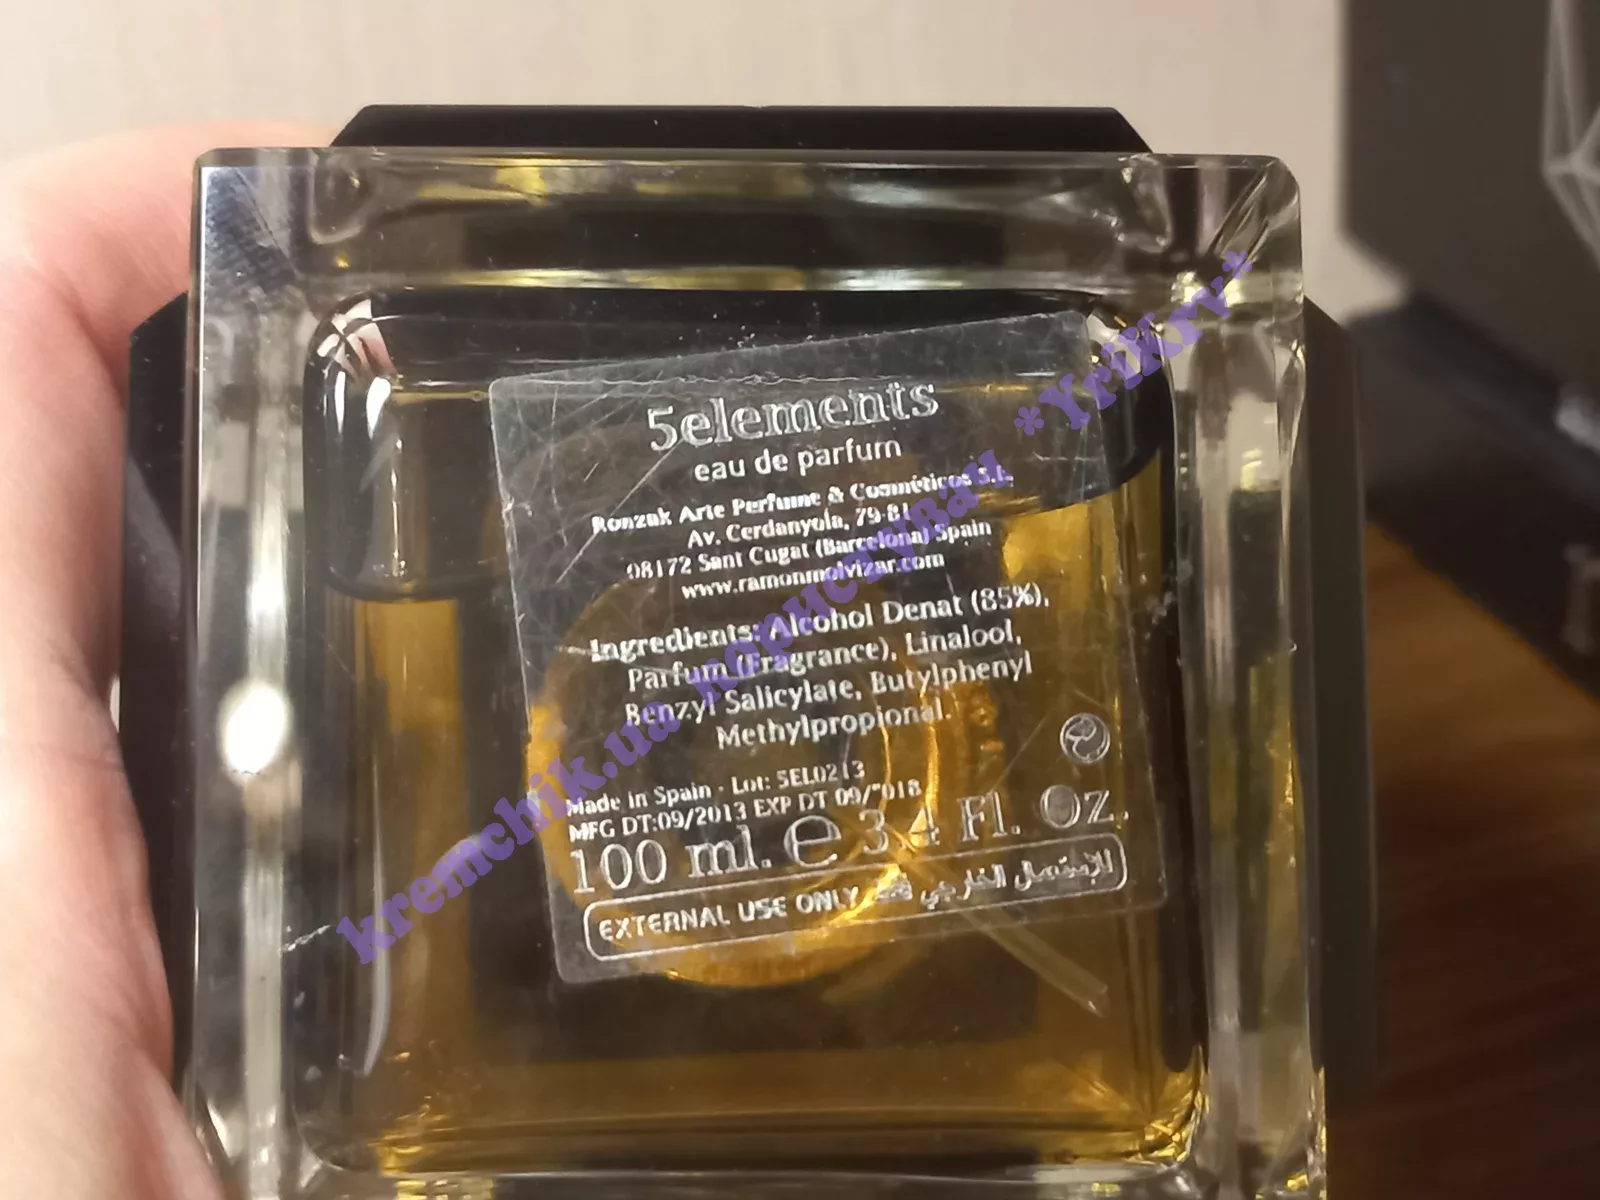 5elements
eau de parfum
Ronzak Arte Perfume & Cosméticos S.L.
Av. Cerdanyola, 79-81
08172 Sant Cugat (Barcelona) Spain
www.ramonmolvizar.com
Ingredients: Alcohol Denat (85%),
Parfum (Fragrance), Linalool,
Benzyl Salicylate, Butylphenyl
Methylpropional.
Made in Spain - Lot: 5EL0213
MFG DT:09/2013 EXP DT 09/2018
100 ml. e 3.4 Fl. Oz.
EXTERNAL USE ONLY للإستعمال الخارجي فقط
kremchik.ua користувач *YriKry*